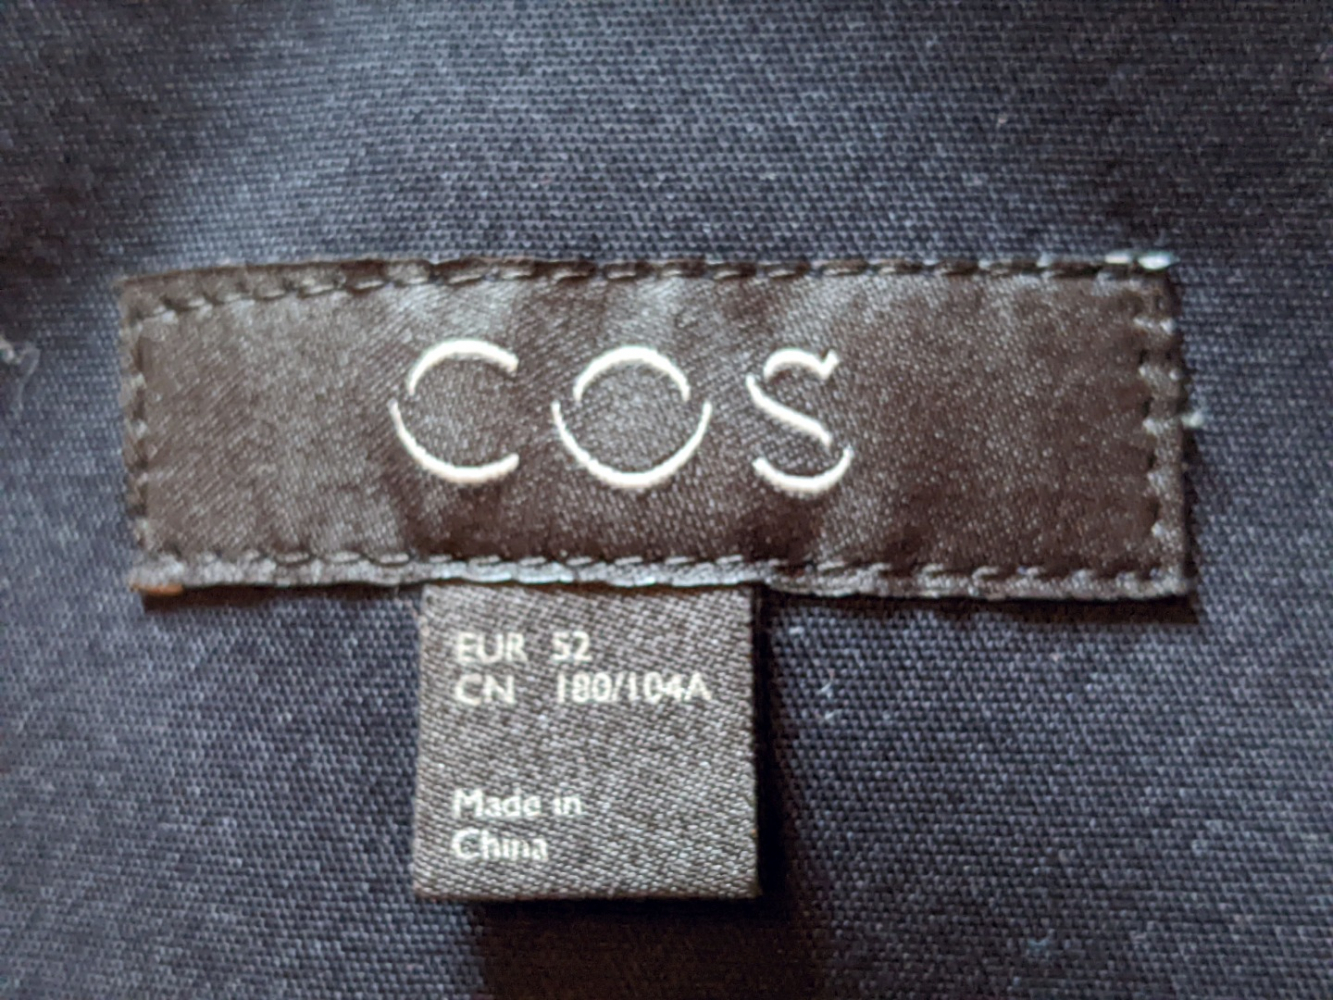 COS
EUR 52
CN 180/104A
Made in
China